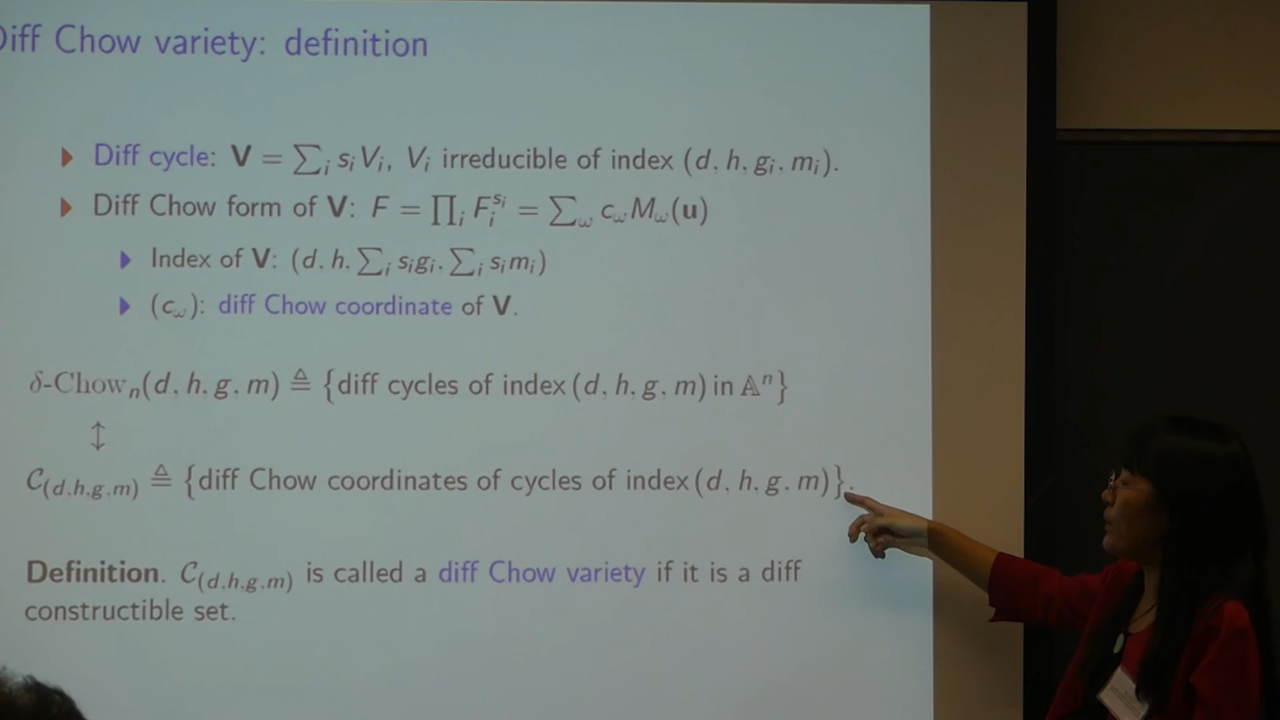 Diff Chow variety: definition
Diff cycle: V = ∑ᵢ sᵢVᵢ, Vᵢ irreducible of index (d, h, gᵢ, mᵢ).
Diff Chow form of V: F = ∏ᵢ Fᵢ^{sᵢ} = ∑_ω c_ω M_ω(u)
Index of V: (d, h, ∑ᵢ sᵢgᵢ, ∑ᵢ sᵢmᵢ)
(c_ω): diff Chow coordinate of V.
δ-Chowₙ(d, h, g, m) ≜ {diff cycles of index (d, h, g, m) in 𝔸ⁿ}
↕
C_(d,h,g,m) ≜ {diff Chow coordinates of cycles of index (d, h, g, m)}.
Definition. C_(d,h,g,m) is called a diff Chow variety if it is a diff
constructible set.